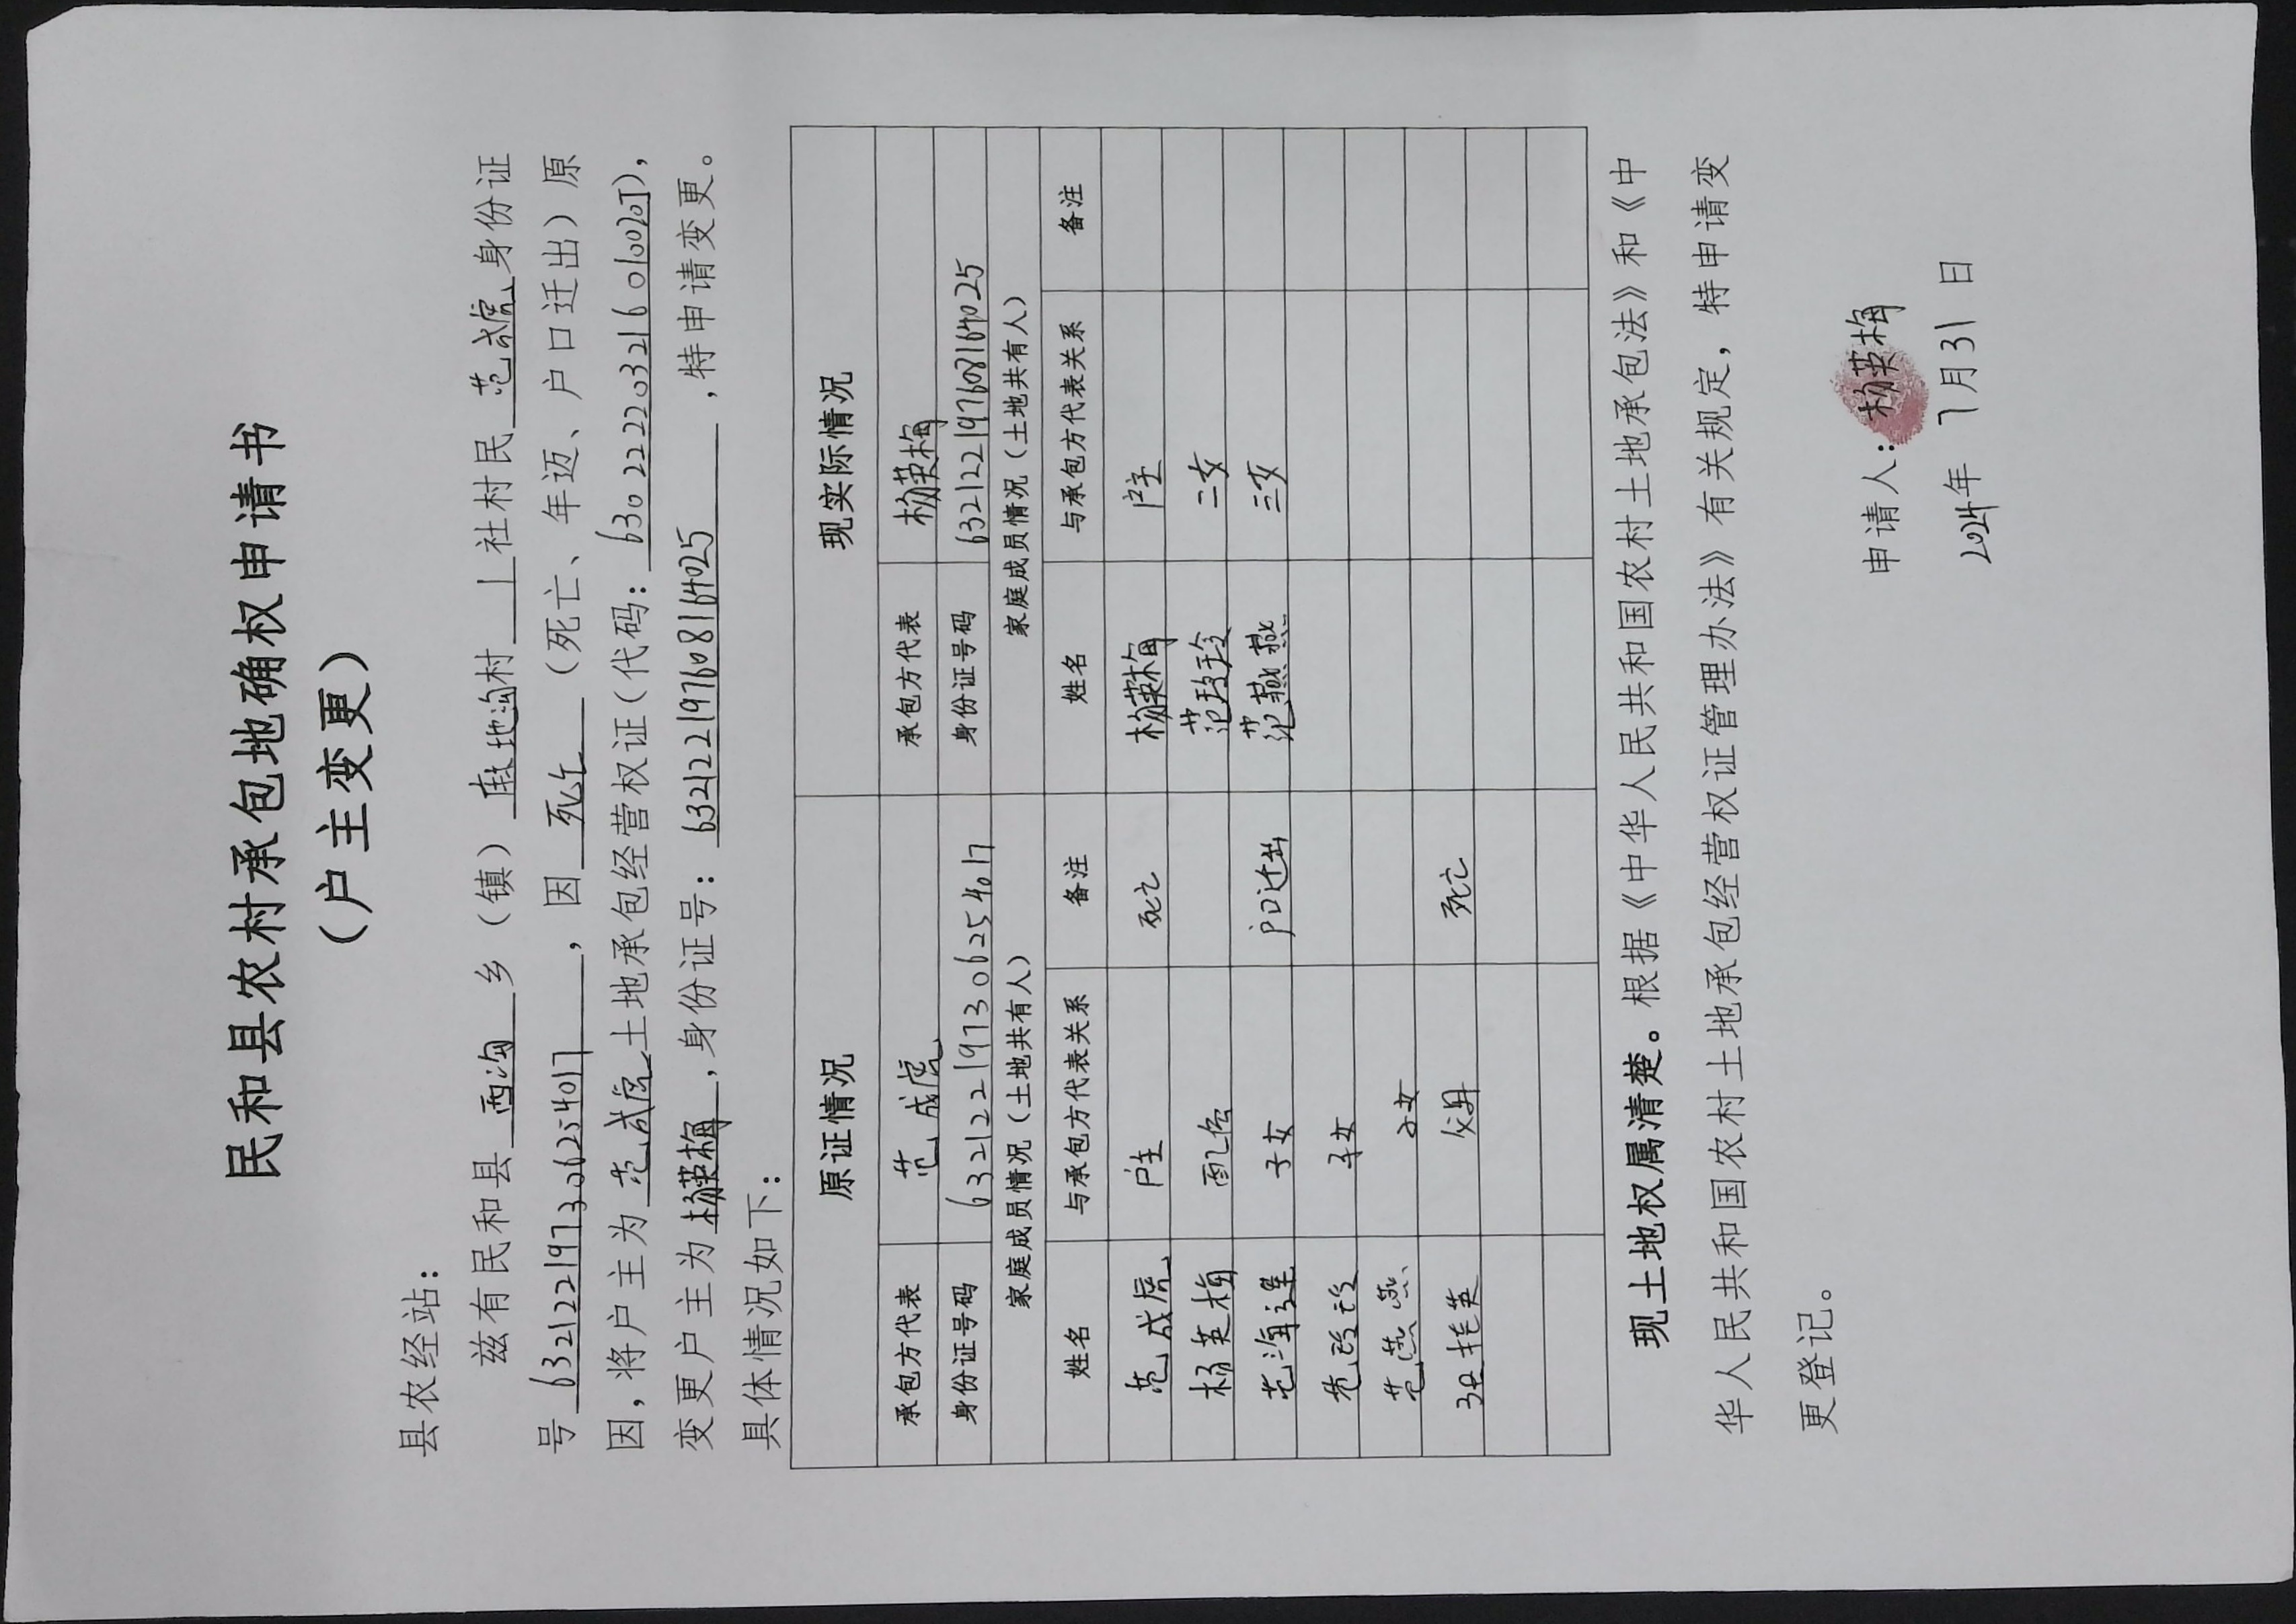 民和县农村承包地确权申请书
（户主变更）
县农经站：
兹有民和县 西沟 乡（镇） 麻地沟村 1 社村民 范成虎 身份证
号 632122197306254017 ，因 死亡 （死亡、年迈、户口迁出）原
因，将户主为 范成虎 土地承包经营权证（代码：630222203216010020J），
变更户主为 杨英梅 ，身份证号： 632122197608164025 ，特申请变更。
具体情况如下：
原证情况 现实际情况
承包方代表 范成虎 承包方代表 杨英梅
身份证号码 632122197306254017 身份证号码 632122197608164025
家庭成员情况（土地共有人） 家庭成员情况（土地共有人）
姓名 与承包方代表关系 备注 姓名 与承包方代表关系 备注
范成虎 户主 死亡 杨英梅 户主
杨英梅 配偶 范玲玲 二女
范海莲 子女 户口迁出 范燕燕 三女
范玲玲 子女
范燕燕 子女
英 父母 死亡
现土地权属清楚。根据《中华人民共和国农村土地承包法》和《中
华人民共和国农村土地承包经营权证管理办法》有关规定，特申请变
更登记。
申请人：杨英梅
2024年 7月31 日